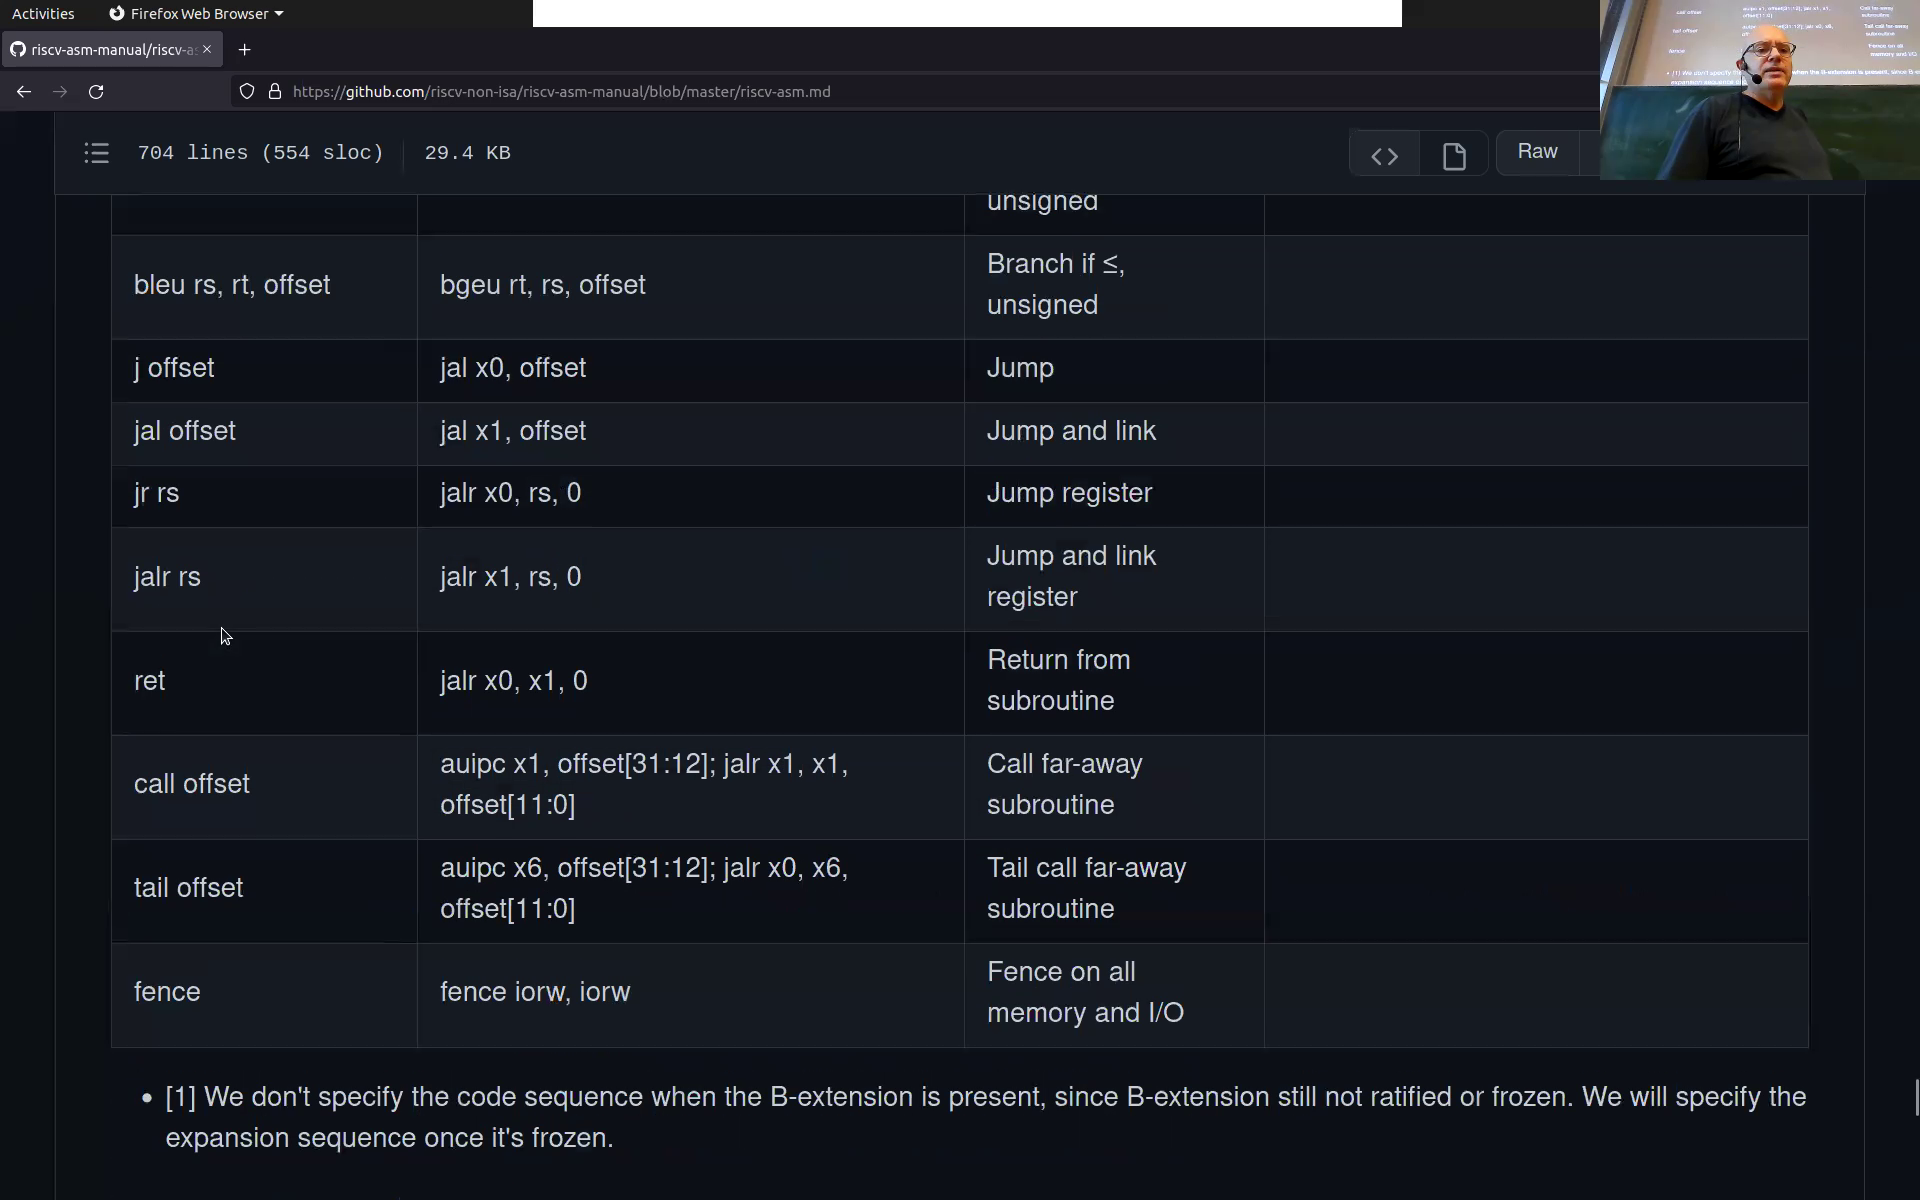 Activities
Firefox Web Browser
riscv-asm-manual/riscv-a
https://github.com/riscv-non-isa/riscv-asm-manual/blob/master/riscv-asm.md
704 lines (554 sloc) 29.4 KB
Raw
unsigned
bleu rs, rt, offset
bgeu rt, rs, offset
Branch if ≤,
unsigned
j offset
jal x0, offset
Jump
jal offset
jal x1, offset
Jump and link
jr rs
jalr x0, rs, 0
Jump register
jalr rs
jalr x1, rs, 0
Jump and link
register
ret
jalr x0, x1, 0
Return from
subroutine
call offset
auipc x1, offset[31:12]; jalr x1, x1,
offset[11:0]
Call far-away
subroutine
tail offset
auipc x6, offset[31:12]; jalr x0, x6,
offset[11:0]
Tail call far-away
subroutine
fence
fence iorw, iorw
Fence on all
memory and I/O
[1] We don't specify the code sequence when the B-extension is present, since B-extension still not ratified or frozen. We will specify the
expansion sequence once it's frozen.